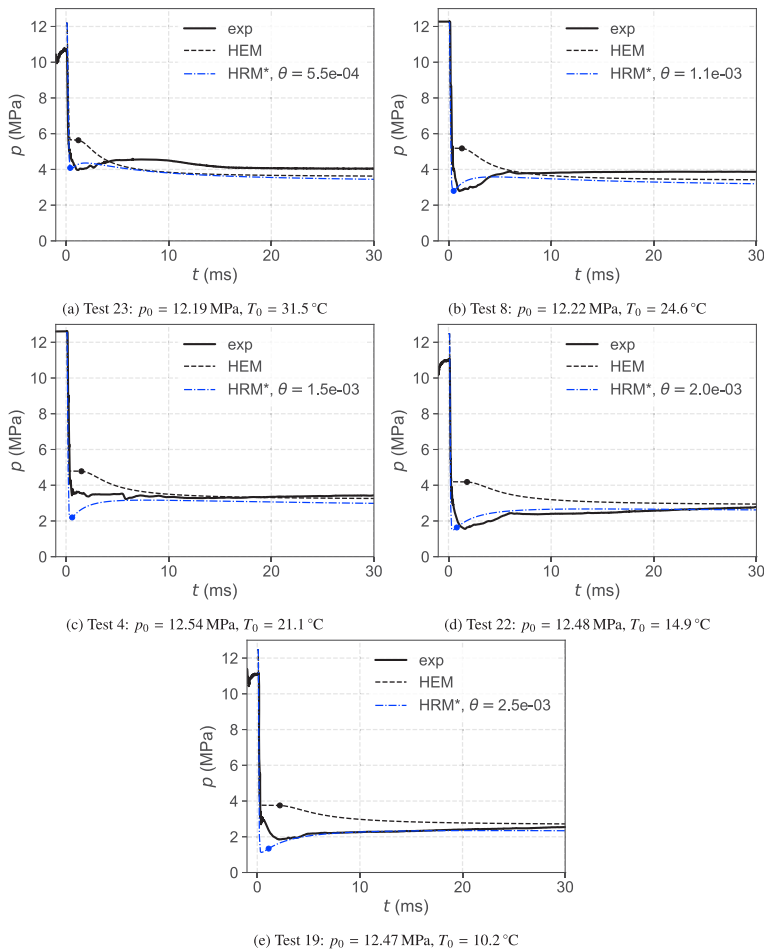 12
10
8
6
4
2
0
p (MPa)
exp
HEM
HRM*, θ = 5.5e-04
0 10 20 30
t (ms)
(a) Test 23: p₀ = 12.19 MPa, T₀ = 31.5 °C
12
10
8
6
4
2
0
p (MPa)
exp
HEM
HRM*, θ = 1.1e-03
0 10 20 30
t (ms)
(b) Test 8: p₀ = 12.22 MPa, T₀ = 24.6 °C
12
10
8
6
4
2
0
p (MPa)
exp
HEM
HRM*, θ = 1.5e-03
0 10 20 30
t (ms)
(c) Test 4: p₀ = 12.54 MPa, T₀ = 21.1 °C
12
10
8
6
4
2
0
p (MPa)
exp
HEM
HRM*, θ = 2.0e-03
0 10 20 30
t (ms)
(d) Test 22: p₀ = 12.48 MPa, T₀ = 14.9 °C
12
10
8
6
4
2
0
p (MPa)
exp
HEM
HRM*, θ = 2.5e-03
0 10 20 30
t (ms)
(e) Test 19: p₀ = 12.47 MPa, T₀ = 10.2 °C